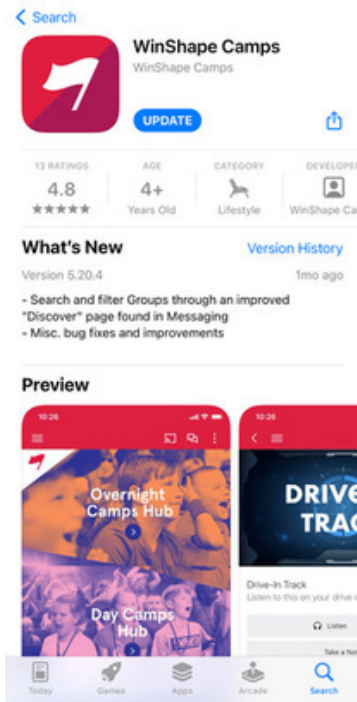 Search
WinShape Camps
WinShape Camps
UPDATE
13 RATINGS
4.8
Years Old
AGE
4+
CATEGORY
Lifestyle
DEVELOPER
WinShape Ca
What's New
Version History
Version 5.20.4
1mo ago
- Search and filter Groups through an improved
"Discover" page found in Messaging
- Misc. bug fixes and improvements
Preview
10:26
Overnight
Camps Hub
Day Camps
Hub
10:26
DRIVE
TRAC
Drive-In Track
Listen to this on your drive i
Listen
Take a Not
Today
Games
Apps
Arcade
Search